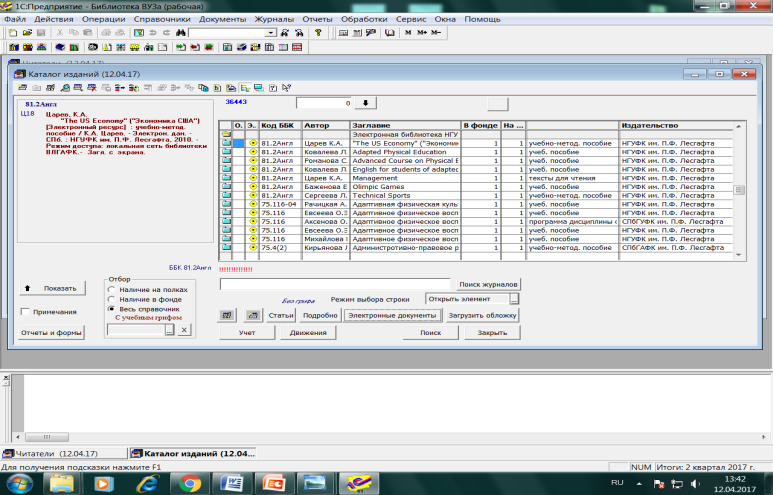 1С:Предприятие - Библиотека ВУЗа (рабочая)
Файл Действия Операции Справочники Документы Журналы Отчеты Обработки Сервис Окна Помощь
M M+ M-
Читатели (12.04.17)
Каталог изданий (12.04.17)
81.2Англ
Ц18 Царев, К.А.
"The US Economy" ("Экономика США")
[Электронный ресурс] : учебно-метод.
пособие / К.А. Царев. - Электрон. дан. -
СПб. : НГУФК им. П.Ф. Лесгафта, 2010. -
Режим доступа: локальная сеть библиотеки
ВЛГАФК.- Загл. с экрана.
36443 0
О. Э.. Код ББК Автор Заглавие В фонде На ... Издательство
Электронная библиотека НГУ
81.2Англ Царев К.А. "The US Economy" ("Экономи 1 1 учебно-метод. пособие НГУФК им. П.Ф. Лесгафта
81.2Англ Ковалева Л. Adapted Physical Education 1 1 учеб. пособие НГУФК им. П.Ф. Лесгафта
81.2Англ Романова С. Advanced Course on Physical E 1 1 учеб. пособие НГУФК им. П.Ф. Лесгафта
81.2Англ Ковалева Л. English for students of adaptec 1 1 учеб. пособие НГУФК им. П.Ф. Лесгафта
81.2Англ Царев К.А. Management 1 1 тексты для чтения НГУФК им. П.Ф. Лесгафта
81.2Англ Баженова Е Olimpic Games 1 1 учеб. пособие НГУФК им. П.Ф. Лесгафта
81.2Англ Сергеева Л. Technical Sports 1 1 учебно-метод. пособие НГУФК им. П.Ф. Лесгафта
75.116-04 Рачицкая А. Адаптивная физическая куль 1 1 учеб. пособие НГУФК им. П.Ф. Лесгафта
75.116 Евсеева О.Э Адаптивное физическое восп 1 1 учеб. пособие НГУФК им. П.Ф. Лесгафта
75.116 Аксенова О. Адаптивное физическое восп 1 1 программа дисциплины СПбГАФК им. П.Ф. Лесгафта
75.116 Евсеева О.Э Адаптивное физическое восп 1 1 учеб. пособие НГУФК им. П.Ф. Лесгафта
75.116 Михайлова Адаптивное физическое восп 1 1 учеб. пособие НГУФК им. П.Ф. Лесгафта
75.4(2) Кирьянова Л Административно-правовое р 1 1 учебно-метод. пособие СПбГАФК им. П.Ф. Лесгафта
ББК 81.2Англ !!!!!!!!!!!!!!
Поиск журналов
Показать
Примечания
Отчеты и формы
Отбор
Наличие на полках
Наличие в фонде
Весь справочник
С учебным грифом
... X
Без грифа Режим выбора строки Открыть элемент ...
Статьи Подробно Электронные документы Загрузить обложку
Учет Движения Поиск Закрыть
Читатели (12.04.17) Каталог изданий (12.04...
Для получения подсказки нажмите F1 NUM Итоги: 2 квартал 2017 г.
RU 13:42
12.04.2017